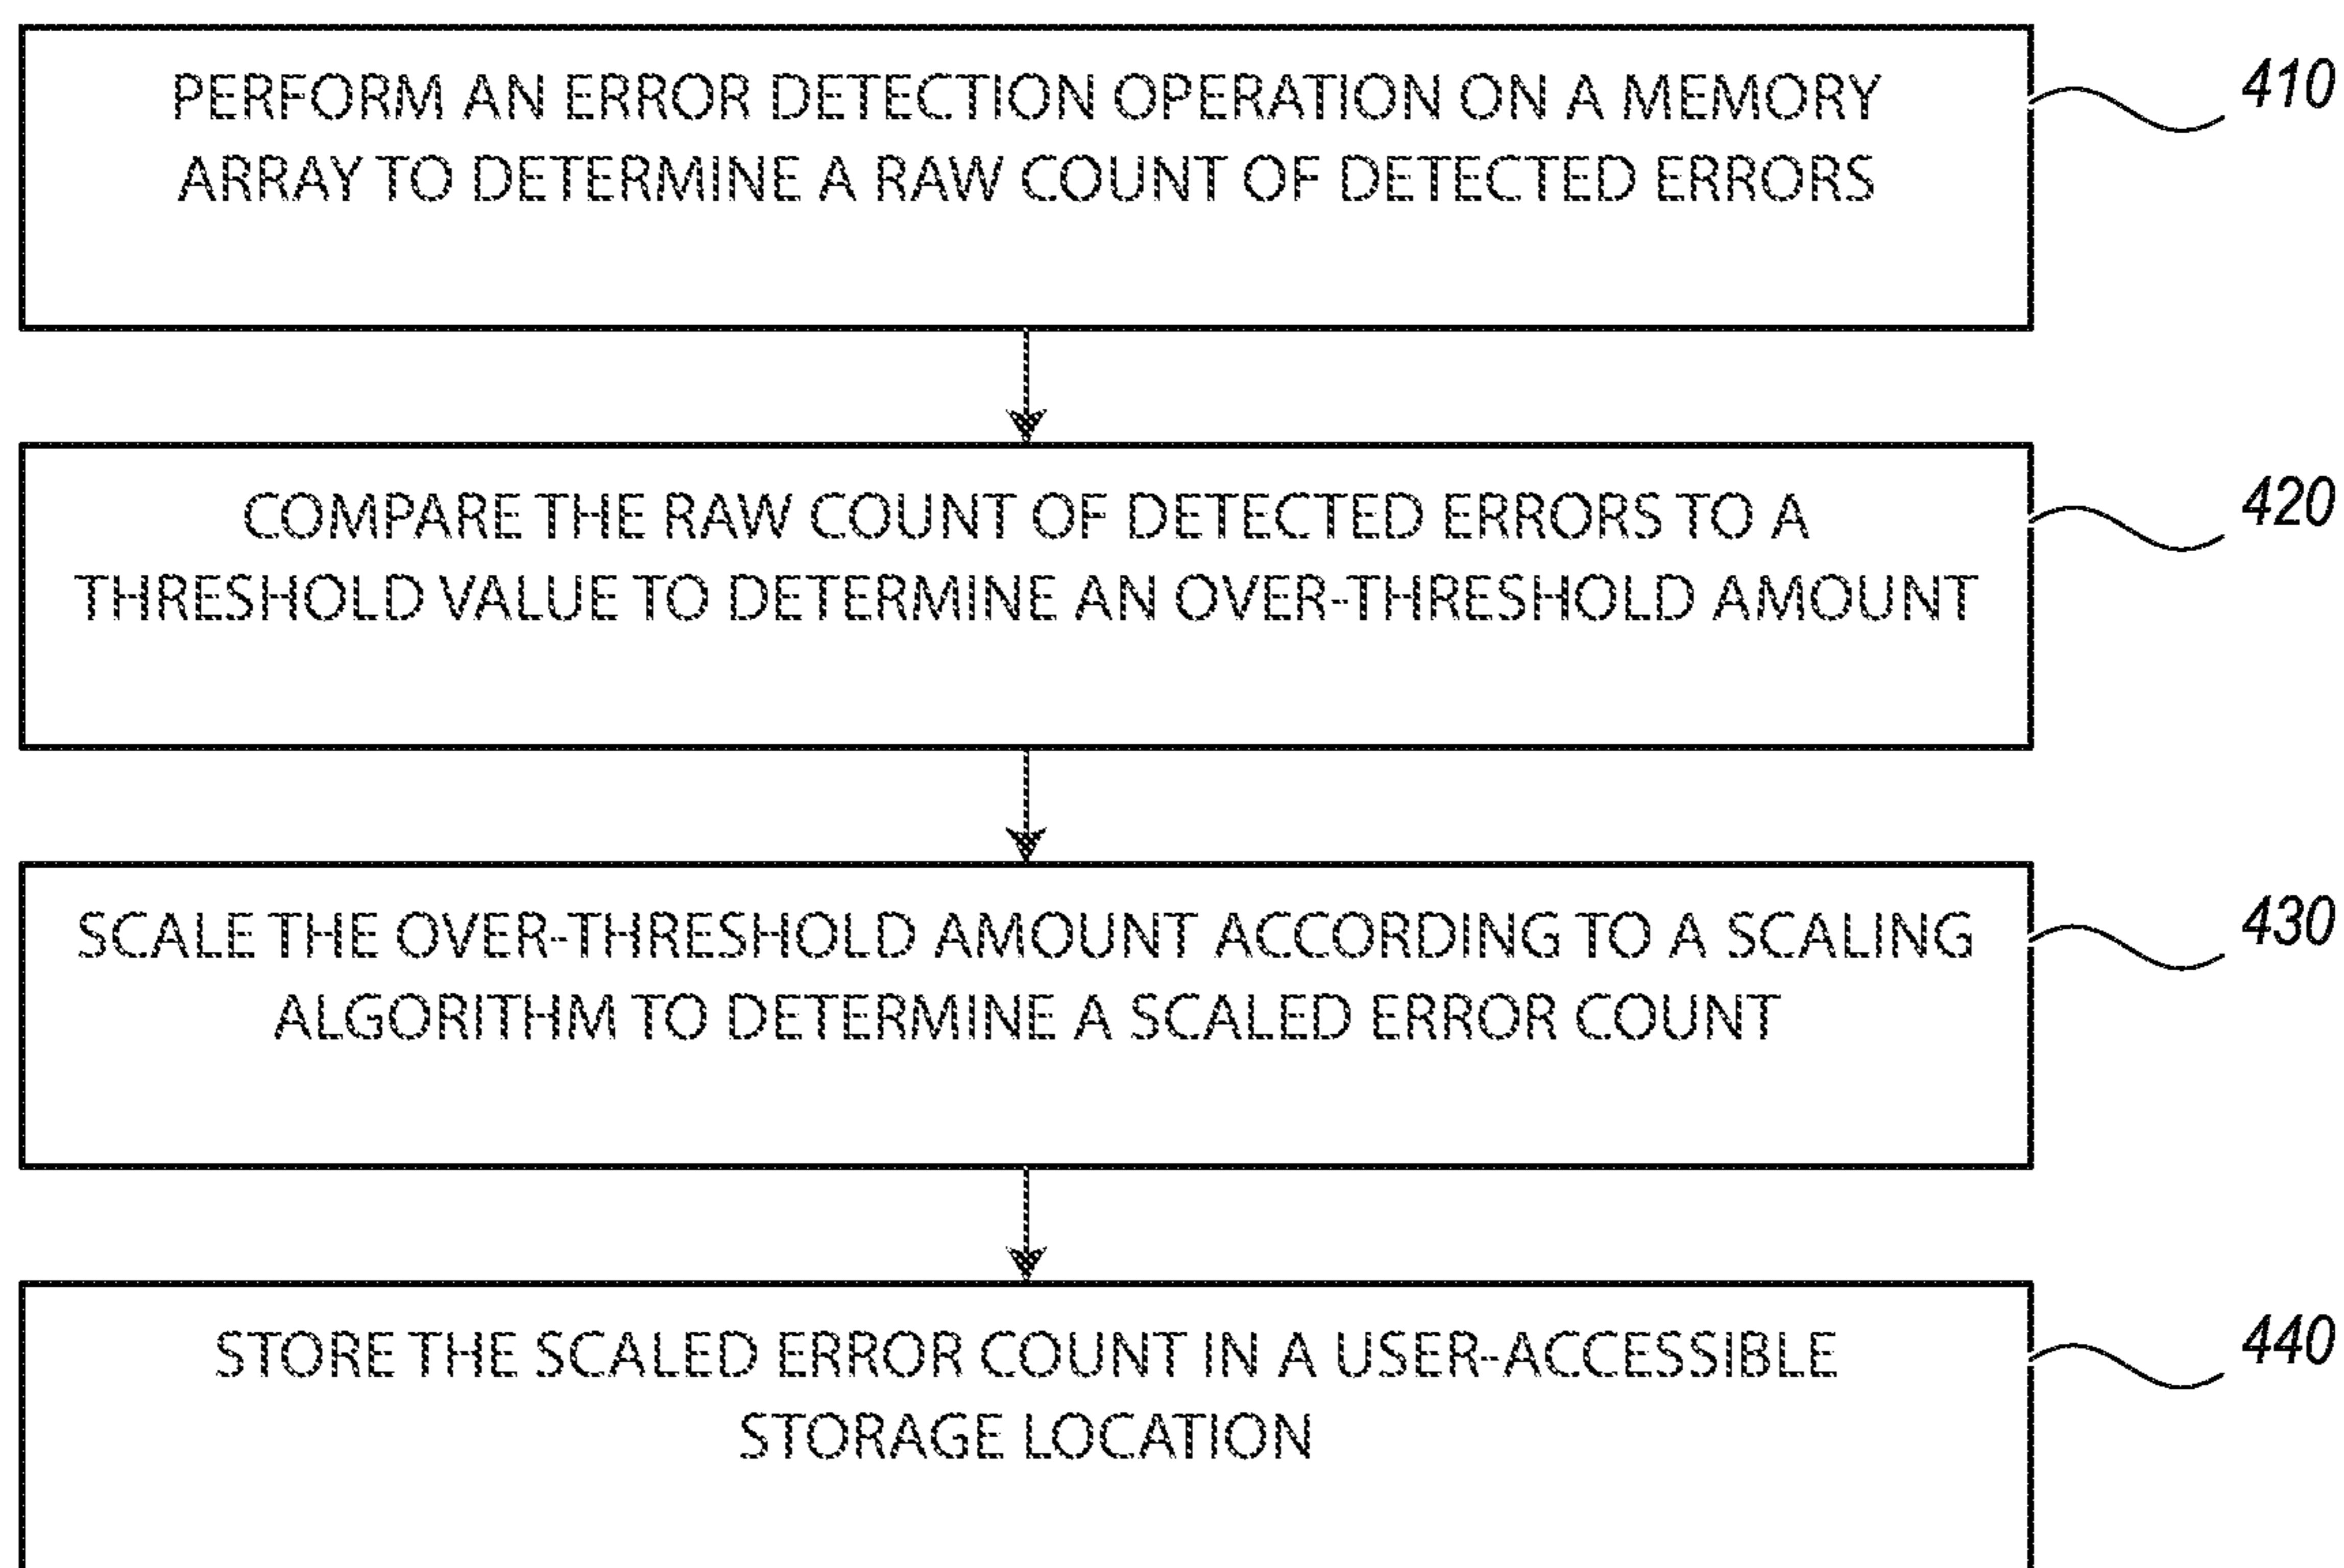 PERFORM AN ERROR DETECTION OPERATION ON A MEMORY
ARRAY TO DETERMINE A RAW COUNT OF DETECTED ERRORS
410
COMPARE THE RAW COUNT OF DETECTED ERRORS TO A
THRESHOLD VALUE TO DETERMINE AN OVER-THRESHOLD AMOUNT
420
SCALE THE OVER-THRESHOLD AMOUNT ACCORDING TO A SCALING
ALGORITHM TO DETERMINE A SCALED ERROR COUNT
430
STORE THE SCALED ERROR COUNT IN A USER-ACCESSIBLE
STORAGE LOCATION
440